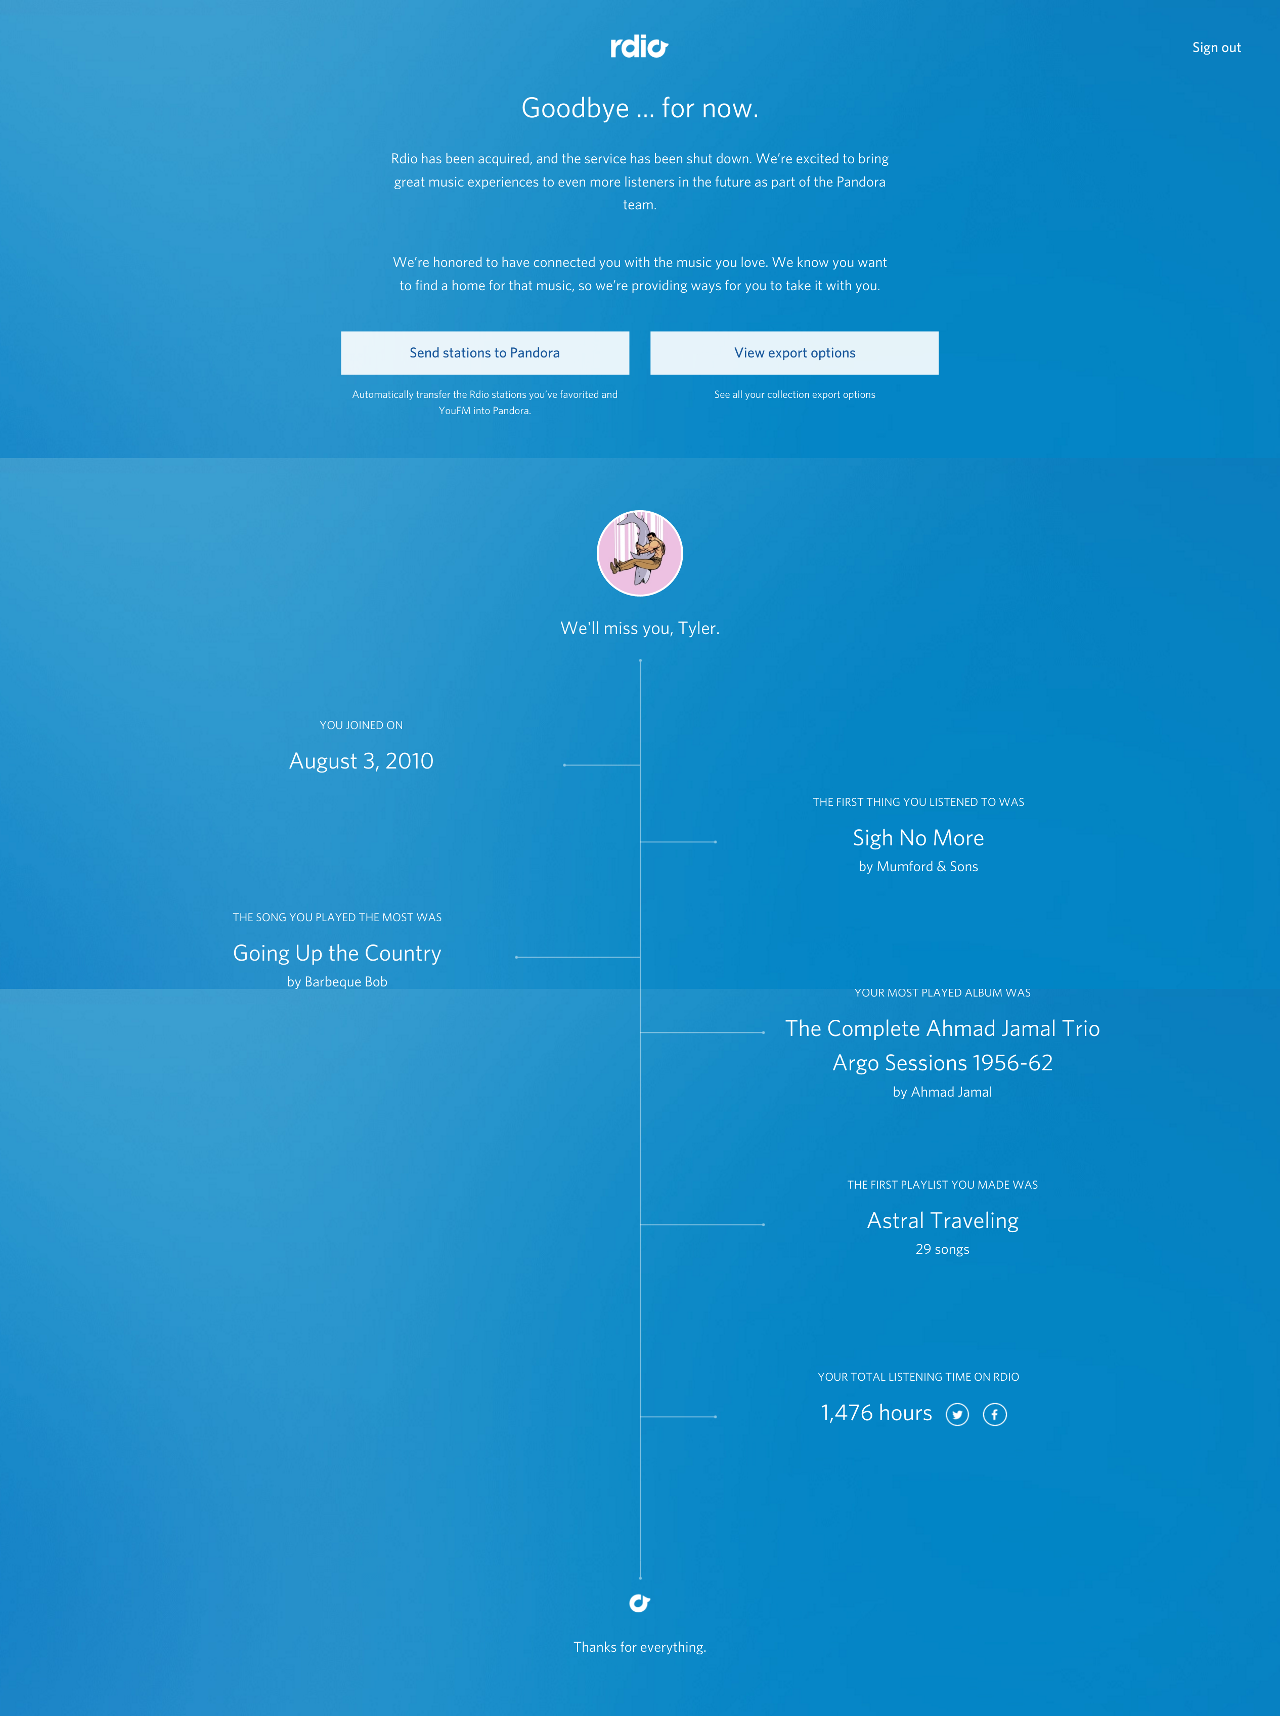 rdio
Sign out
Goodbye ... for now.
Rdio has been acquired, and the service has been shut down. We're excited to bring
great music experiences to even more listeners in the future as part of the Pandora
team.
We're honored to have connected you with the music you love. We know you want
to find a home for that music, so we're providing ways for you to take it with you.
Send stations to Pandora
View export options
Automatically transfer the Rdio stations you've favorited and
YouFM into Pandora.
See all your collection export options
We'll miss you, Tyler.
YOU JOINED ON
August 3, 2010
THE FIRST THING YOU LISTENED TO WAS
Sigh No More
by Mumford & Sons
THE SONG YOU PLAYED THE MOST WAS
Going Up the Country
by Barbeque Bob
YOUR MOST PLAYED ALBUM WAS
The Complete Ahmad Jamal Trio
Argo Sessions 1956-62
by Ahmad Jamal
THE FIRST PLAYLIST YOU MADE WAS
Astral Traveling
29 songs
YOUR TOTAL LISTENING TIME ON RDIO
1,476 hours
Thanks for everything.